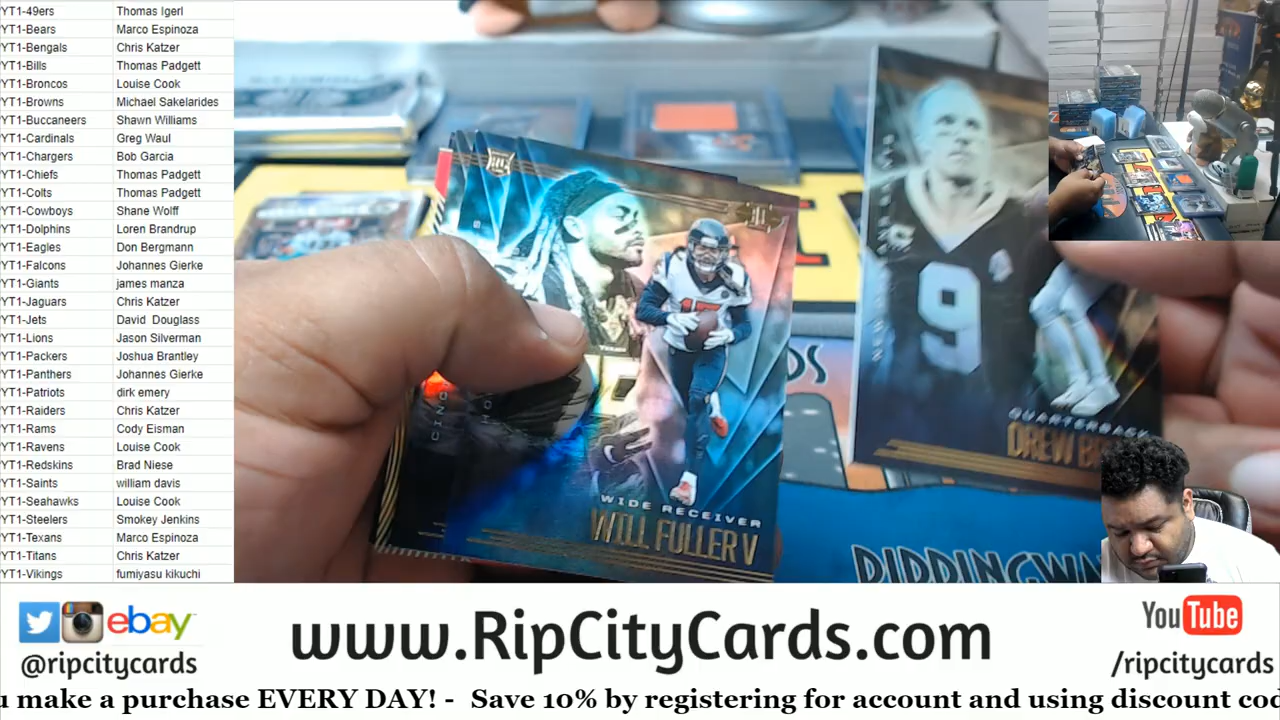 YT1-49ers Thomas Igerl
YT1-Bears Marco Espinoza
YT1-Bengals Chris Katzer
YT1-Bills Thomas Padgett
YT1-Broncos Louise Cook
YT1-Browns Michael Sakelarides
YT1-Buccaneers Shawn Williams
YT1-Cardinals Greg Waul
YT1-Chargers Bob Garcia
YT1-Chiefs Thomas Padgett
YT1-Colts Thomas Padgett
YT1-Cowboys Shane Wolff
YT1-Dolphins Loren Brandrup
YT1-Eagles Don Bergmann
YT1-Falcons Johannes Gierke
YT1-Giants james manza
YT1-Jaguars Chris Katzer
YT1-Jets David Douglass
YT1-Lions Jason Silverman
YT1-Packers Joshua Brantley
YT1-Panthers Johannes Gierke
YT1-Patriots dirk emery
YT1-Raiders Chris Katzer
YT1-Rams Cody Eisman
YT1-Ravens Louise Cook
YT1-Redskins Brad Niese
YT1-Saints william davis
YT1-Seahawks Louise Cook
YT1-Steelers Smokey Jenkins
YT1-Texans Marco Espinoza
YT1-Titans Chris Katzer
YT1-Vikings fumiyasu kikuchi
RC
15
WIDE RECEIVER
WILL FULLER V
9
QUARTERBACK
DREW
RIPPINGWA
ebay
@ripcitycards
www.RipCityCards.com
YouTube
/ripcitycards
u make a purchase EVERY DAY! - Save 10% by registering for account and using discount cod